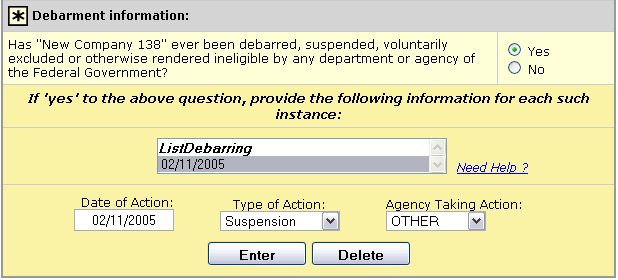 Debarment information:
Has "New Company 138" ever been debarred, suspended, voluntarily
excluded or otherwise rendered ineligible by any department or agency of
the Federal Government?
Yes
No
If 'yes' to the above question, provide the following information for each such
instance:
ListDebarring
02/11/2005
Need Help ?
Date of Action: Type of Action: Agency Taking Action:
02/11/2005 Suspension OTHER
Enter Delete